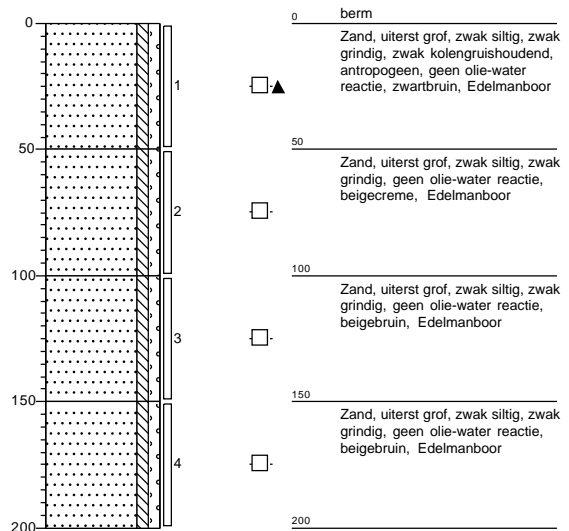 0
0
berm
Zand, uiterst grof, zwak siltig, zwak
grindig, zwak kolengruishoudend,
antropogeen, geen olie-water
reactie, zwartbruin, Edelmanboor
1
50
50
Zand, uiterst grof, zwak siltig, zwak
grindig, geen olie-water reactie,
beigecreme, Edelmanboor
2
100
100
Zand, uiterst grof, zwak siltig, zwak
grindig, geen olie-water reactie,
beigebruin, Edelmanboor
3
150
150
Zand, uiterst grof, zwak siltig, zwak
grindig, geen olie-water reactie,
beigebruin, Edelmanboor
4
200
200